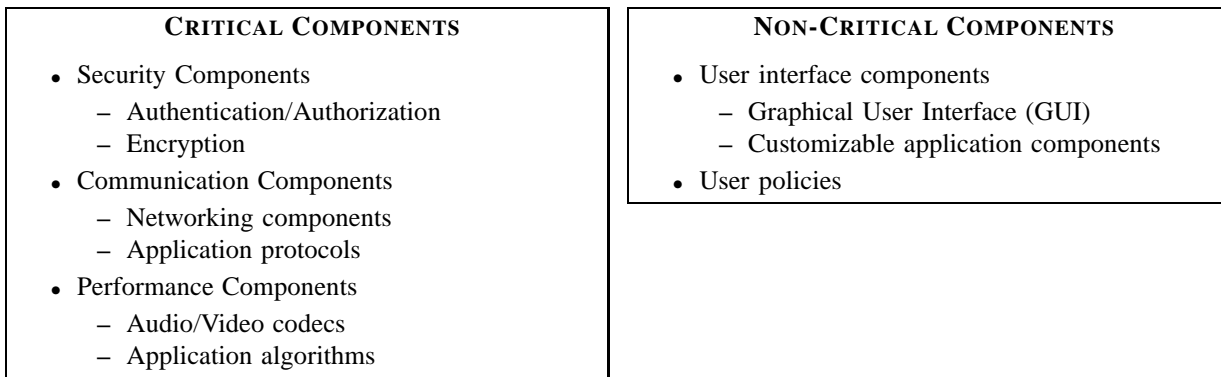 CRITICAL COMPONENTS
• Security Components
– Authentication/Authorization
– Encryption
• Communication Components
– Networking components
– Application protocols
• Performance Components
– Audio/Video codecs
– Application algorithms
NON-CRITICAL COMPONENTS
• User interface components
– Graphical User Interface (GUI)
– Customizable application components
• User policies